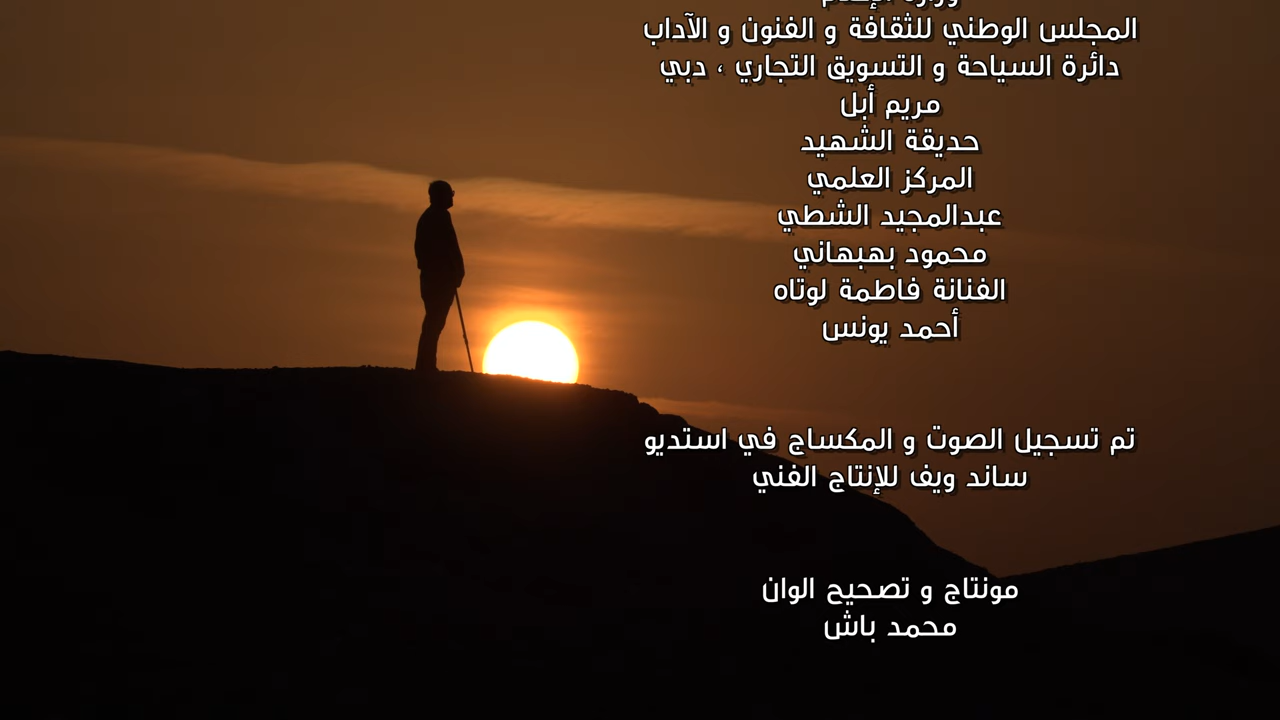 المجلس الوطني للثقافة و الفنون و الآداب
دائرة السياحة و التسويق التجاري ، دبي
مريم أبل
حديقة الشهيد
المركز العلمي
عبدالمجيد الشطي
محمود بهبهاني
الفنانة فاطمة لوتاه
أحمد يونس
تم تسجيل الصوت و المكساج في استديو
ساند ويف للإنتاج الفني
مونتاج و تصحيح الوان
محمد باش